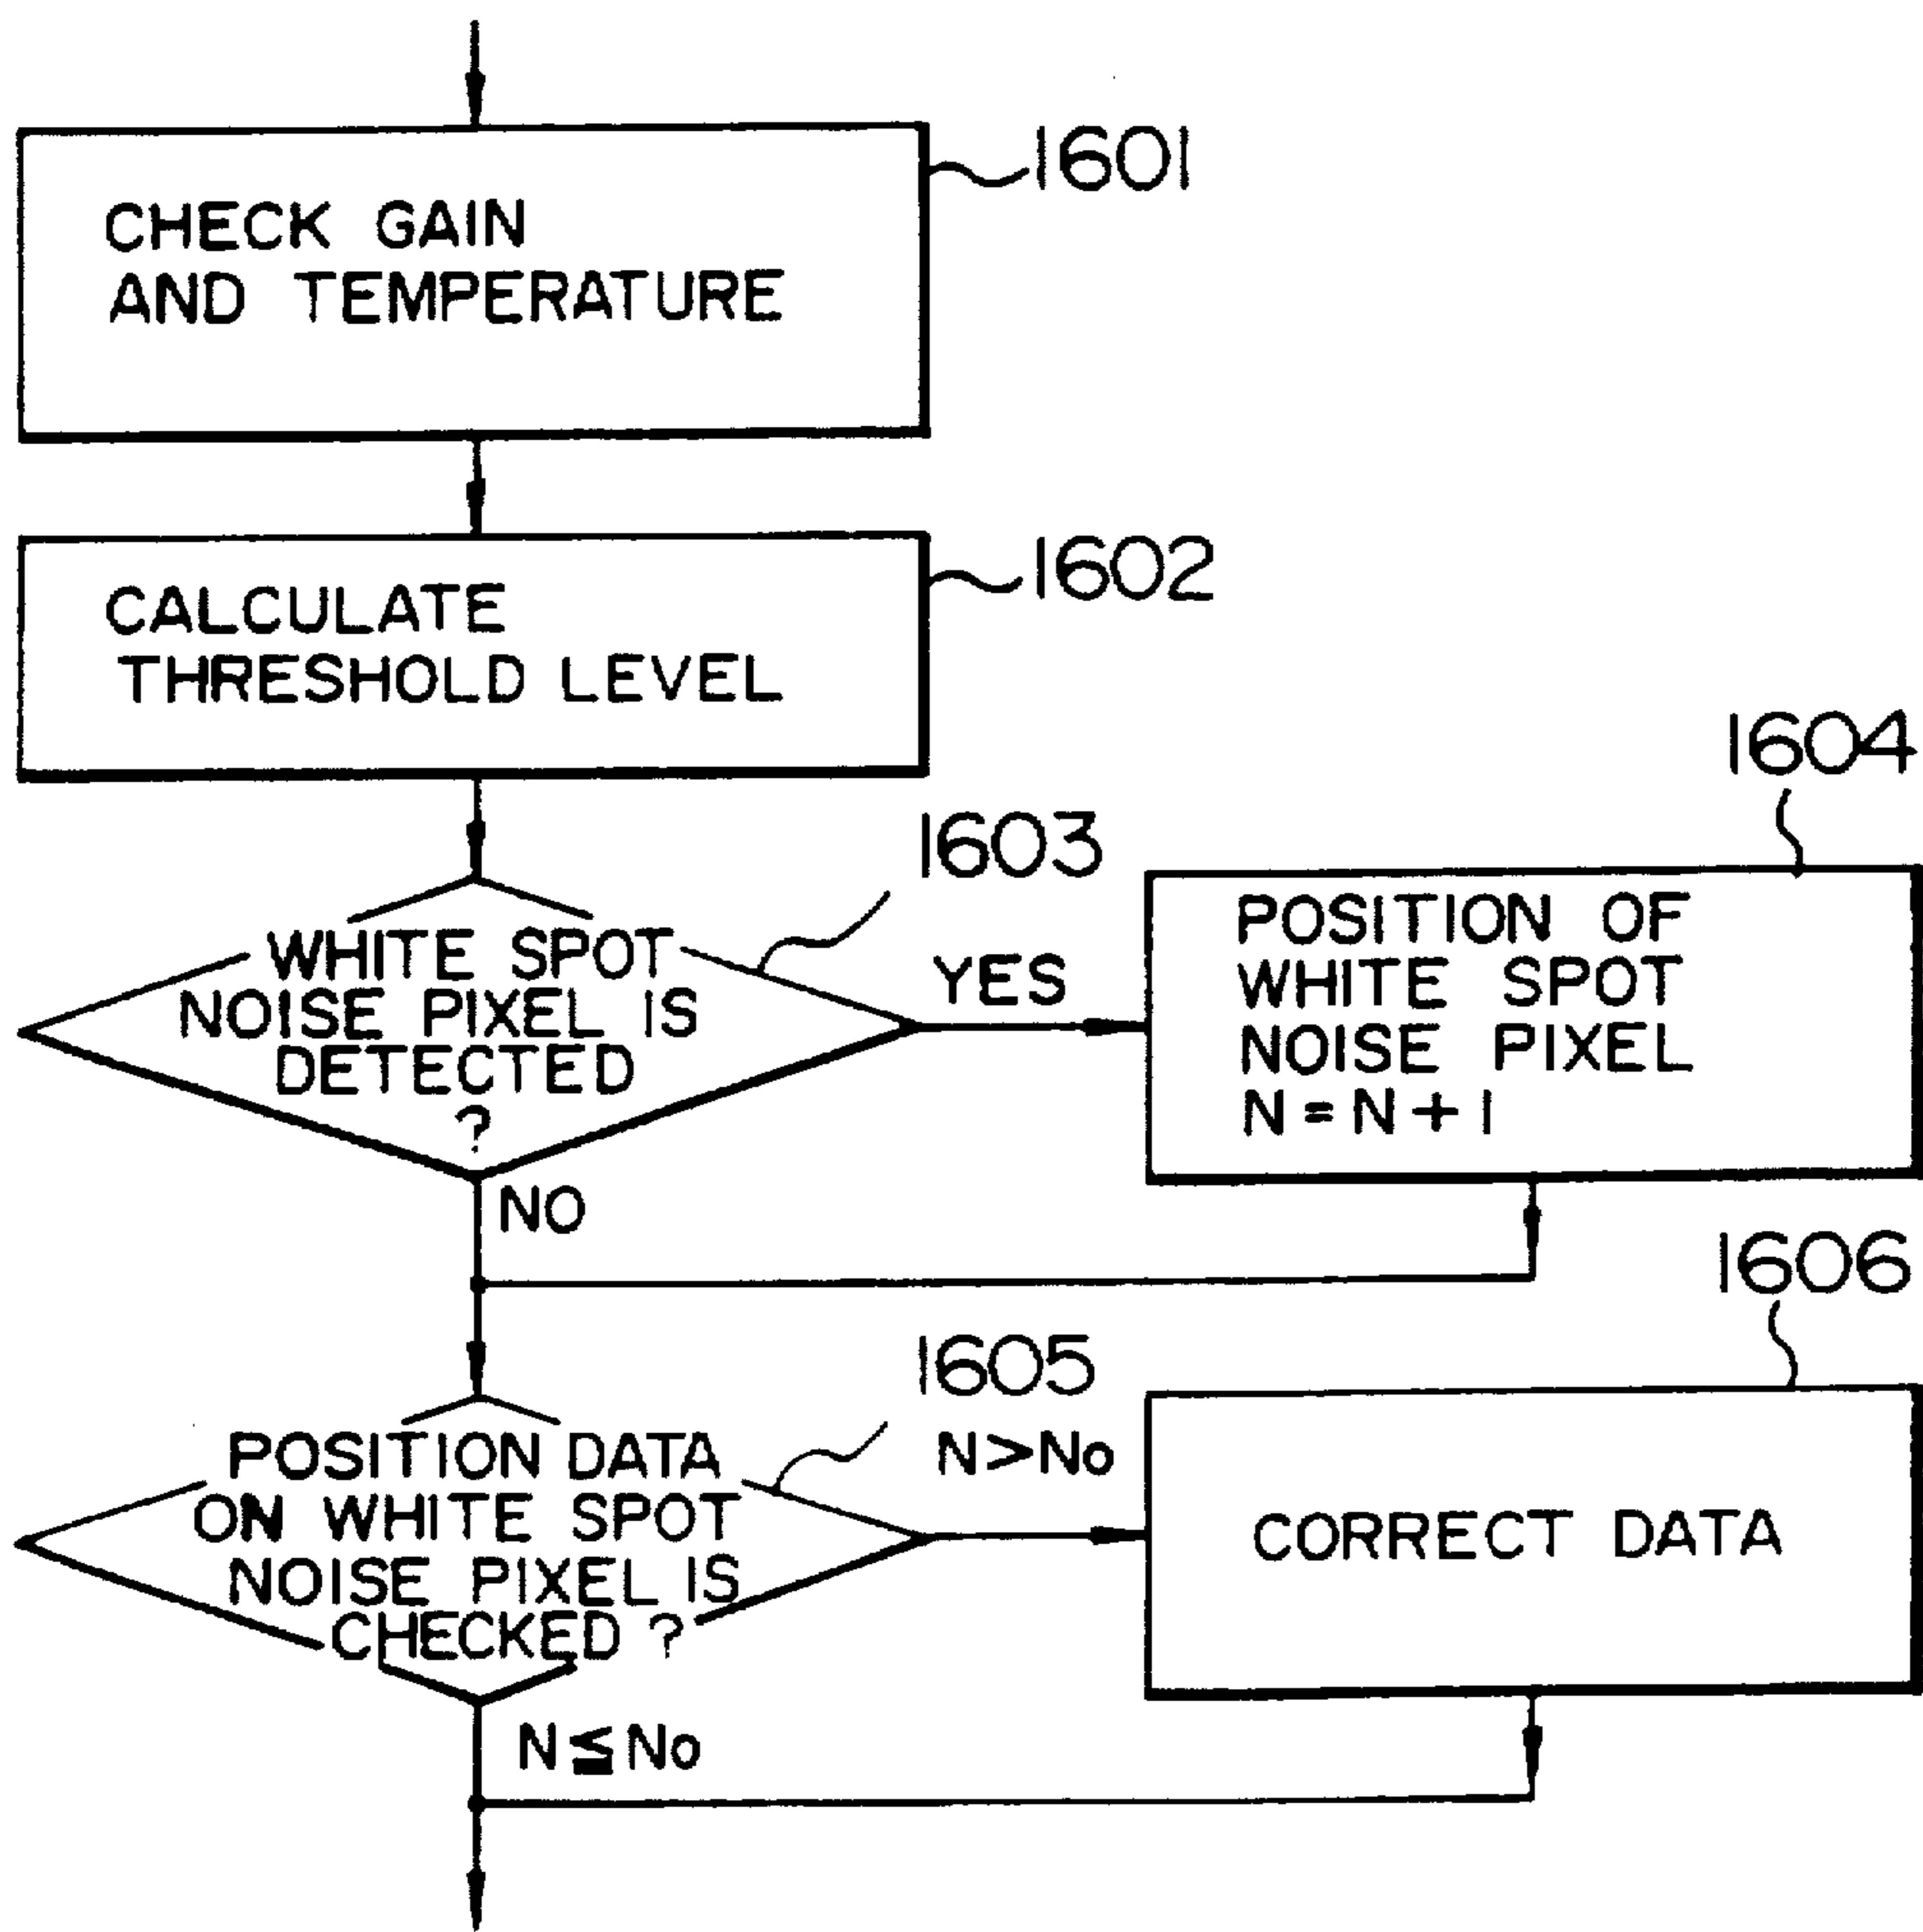 1601
CHECK GAIN
AND TEMPERATURE
1602
CALCULATE
THRESHOLD LEVEL
1603
WHITE SPOT
NOISE PIXEL IS
DETECTED
?
YES
NO
1604
POSITION OF
WHITE SPOT
NOISE PIXEL
N=N+1
1605
POSITION DATA
ON WHITE SPOT
NOISE PIXEL IS
CHECKED ?
N>No
N≦No
1606
CORRECT DATA